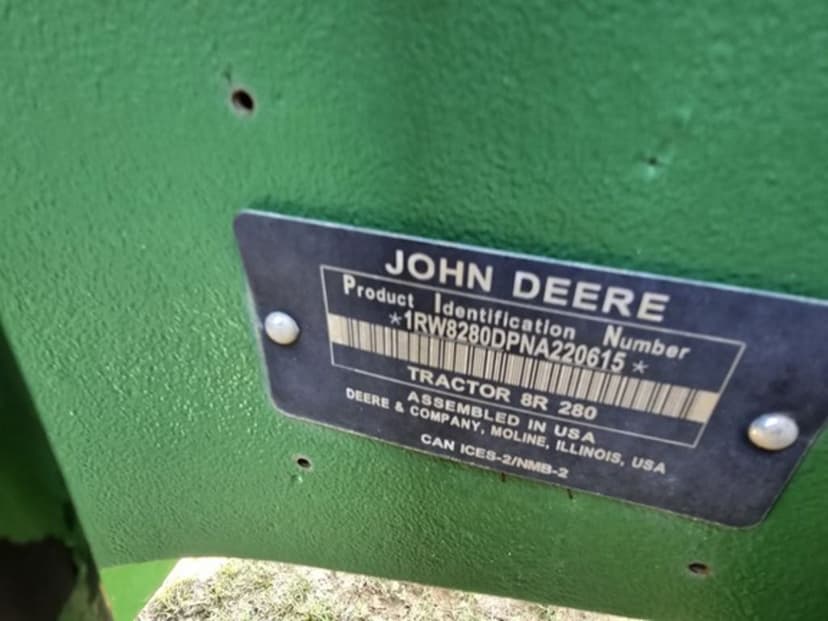 JOHN DEERE
Product Identification Number
*1RW8280DPNA220615*
TRACTOR 8R 280
ASSEMBLED IN USA
DEERE & COMPANY, MOLINE, ILLINOIS, USA
CAN ICES-2/NMB-2